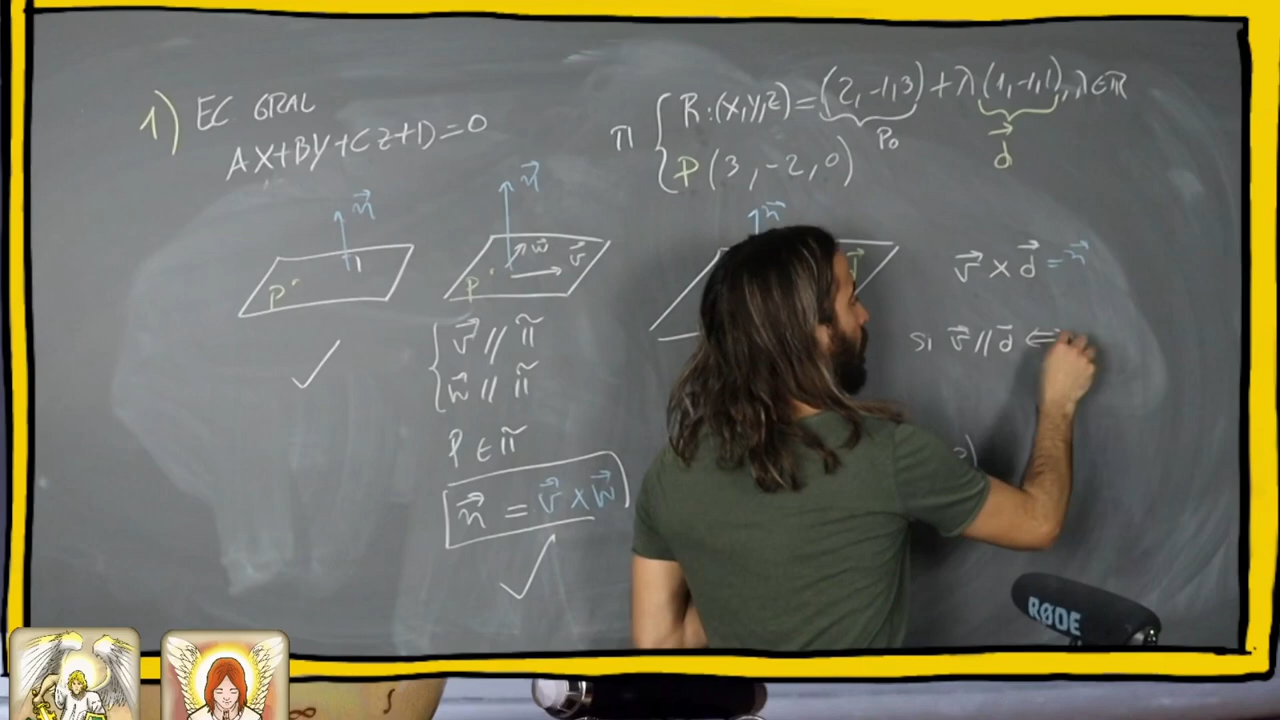 1) EC GRAL
AX+BY+CZ+D=0
n⃗
P
n⃗
w⃗
v⃗
P
{ v⃗ // π
w⃗ // π
P ∈ π
n⃗ = v⃗ x w⃗
π { R:(X,Y,Z)=(2,-1,3)+λ(1,-1,1), λ∈ℝ
P₀
d⃗
P(3,-2,0)
n⃗
v⃗ x d⃗ = n⃗
SI v⃗ // d⃗ ⇐
RØDE